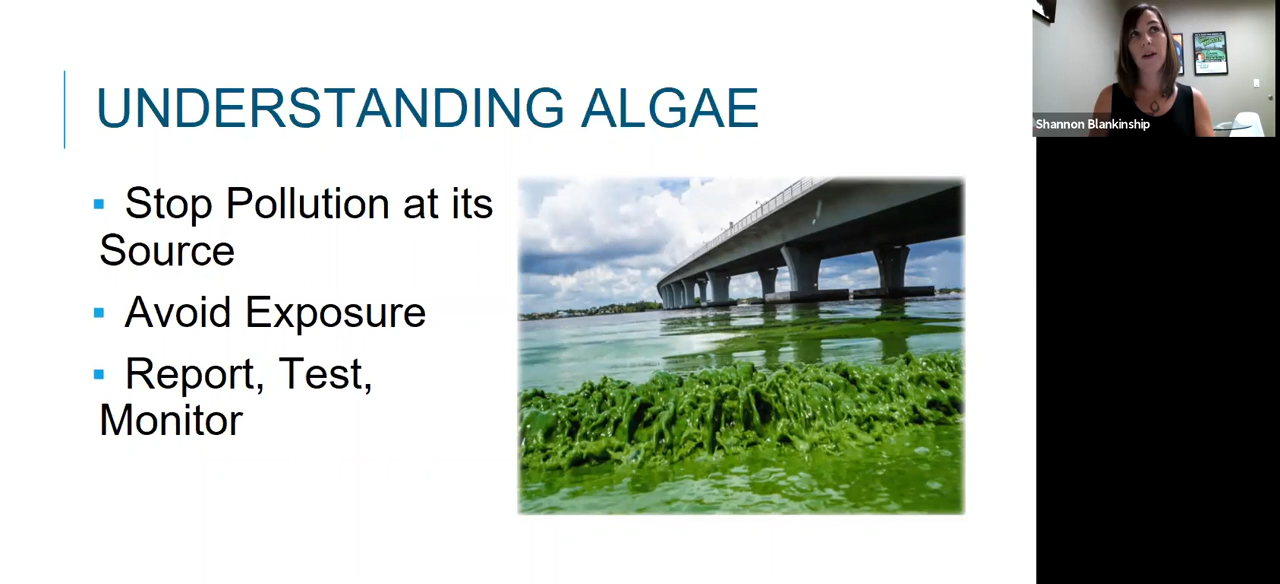 UNDERSTANDING ALGAE
▪ Stop Pollution at its
Source
▪ Avoid Exposure
▪ Report, Test,
Monitor
Shannon Blankinship